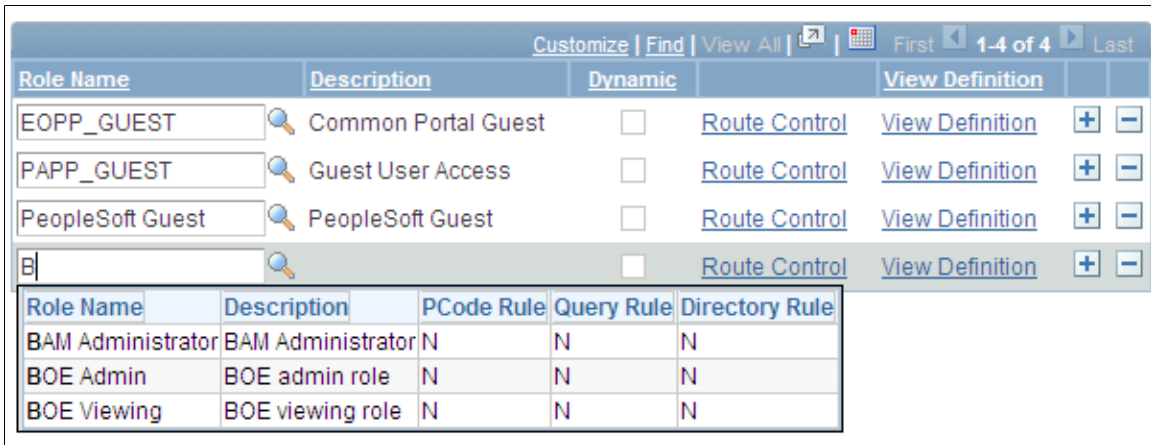 Customize | Find | View All | | First 1-4 of 4 Last
Role Name Description Dynamic View Definition
EOPP_GUEST Common Portal Guest Route Control View Definition + −
PAPP_GUEST Guest User Access Route Control View Definition + −
PeopleSoft Guest PeopleSoft Guest Route Control View Definition + −
B Route Control View Definition + −
Role Name Description PCode Rule Query Rule Directory Rule
BAM Administrator BAM Administrator N N N
BOE Admin BOE admin role N N N
BOE Viewing BOE viewing role N N N